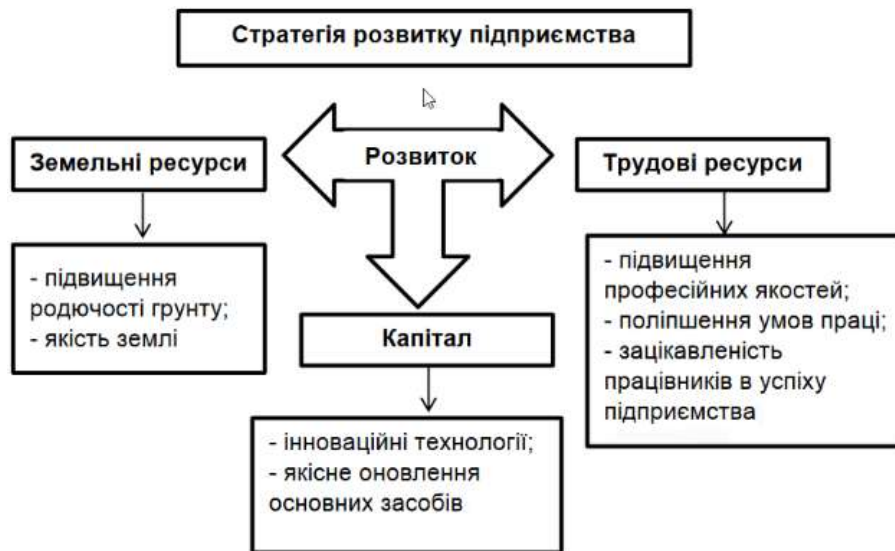 Стратегія розвитку підприємства
Розвиток
Земельні ресурси
Трудові ресурси
- підвищення
родючості грунту;
- якість землі
- підвищення
професійних якостей;
- поліпшення умов праці;
- зацікавленість
працівників в успіху
підприємства
Капітал
- інноваційні технології;
- якісне оновлення
основних засобів